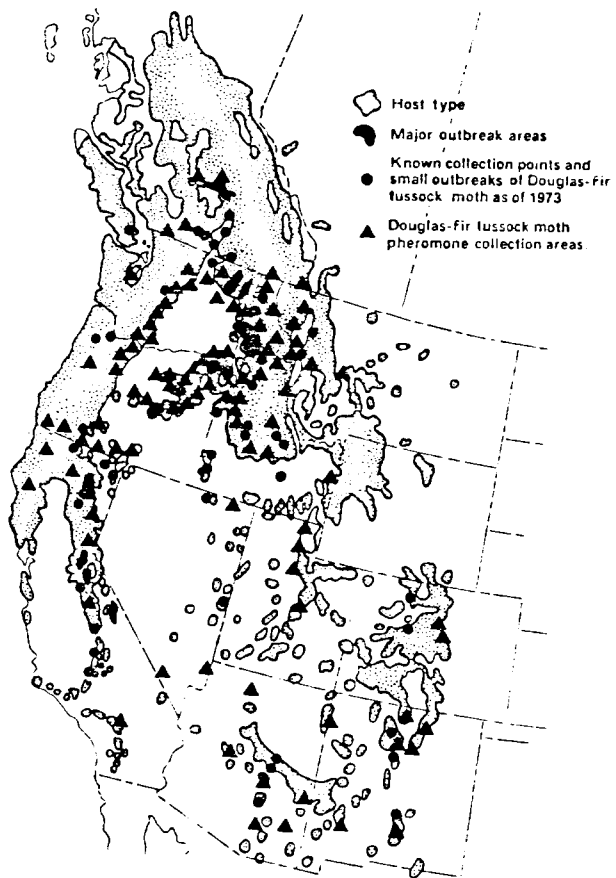 Host type
Major outbreak areas
Known collection points and
small outbreaks of Douglas-fir
tussock moth as of 1973
Douglas-fir tussock moth
pheromone collection areas